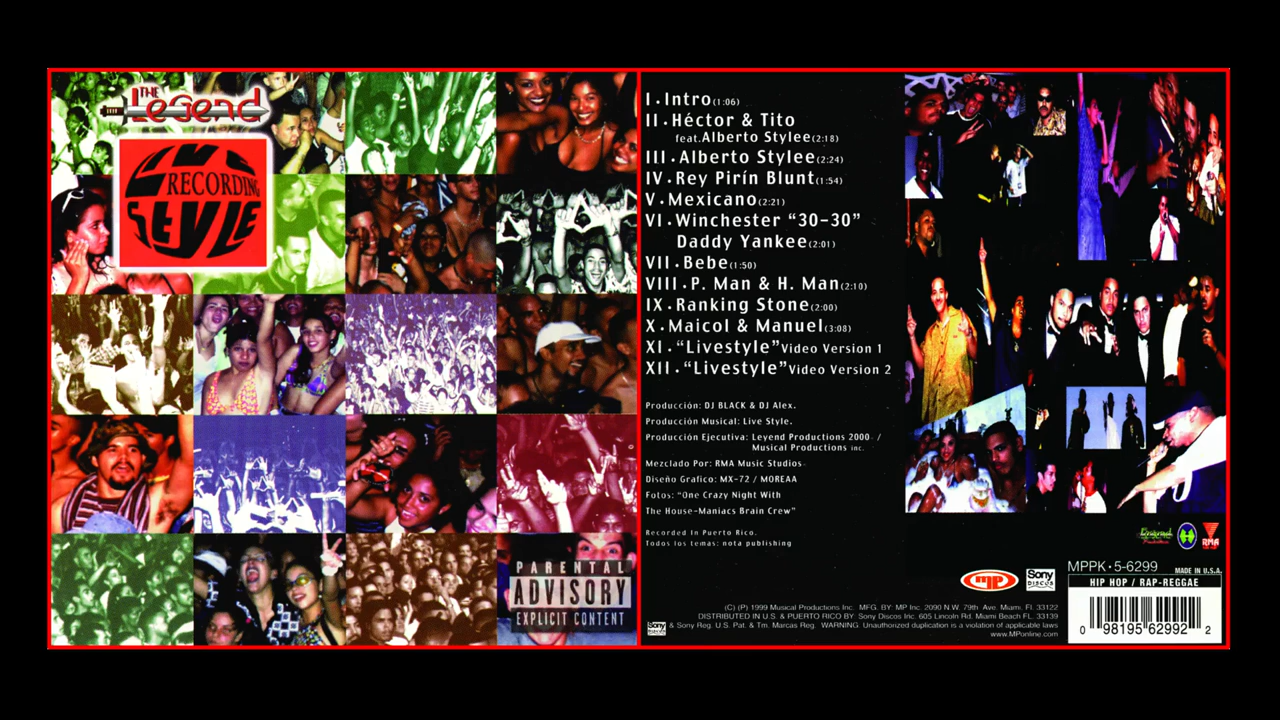 THE
LeGend
LIVE
RECORDING
STYLE
PARENTAL
ADVISORY
EXPLICIT CONTENT
I. Intro (1:06)
II. Héctor & Tito
feat. Alberto Stylee (2:18)
III. Alberto Stylee (2:24)
IV. Rey Pirín Blunt (1:54)
V. Mexicano (2:21)
VI. Winchester “30-30”
Daddy Yankee (2:01)
VII. Bebe (1:50)
VIII. P. Man & H. Man (2:10)
IX. Ranking Stone (2:00)
X. Maicol & Manuel (3:08)
XI. “Livestyle” Video Version 1
XII. “Livestyle” Video Version 2
Producción: DJ BLACK & DJ Alex.
Producción Musical: Live Style.
Producción Ejecutiva: Leyend Productions 2000 /
Musical Productions inc.
Mezclado Por: RMA Music Studios
Diseño Grafico: MX-72 / MOREAA
Fotos: “One Crazy Night With
The House-Maniacs Brain Crew”
Recorded In Puerto Rico.
Todos los temas: nota publishing
RMA
mp
Sony
DISCOS
MPPK • 5-6299
MADE IN U.S.A.
HIP HOP / RAP-REGGAE
0 98195 62992 2
(C) (P) 1999 Musical Productions Inc. MFG. BY: MP Inc. 2090 N.W. 79th Ave. Miami, Fl. 33122
DISTRIBUTED IN U.S. & PUERTO RICO BY: Sony Discos Inc. 605 Lincoln Rd. Miami Beach FL. 33139
Sony & Sony Reg. U.S. Pat. & Tm. Marcas Reg. WARNING: Unauthorized duplication is a violation of applicable laws
www.MPonline.com